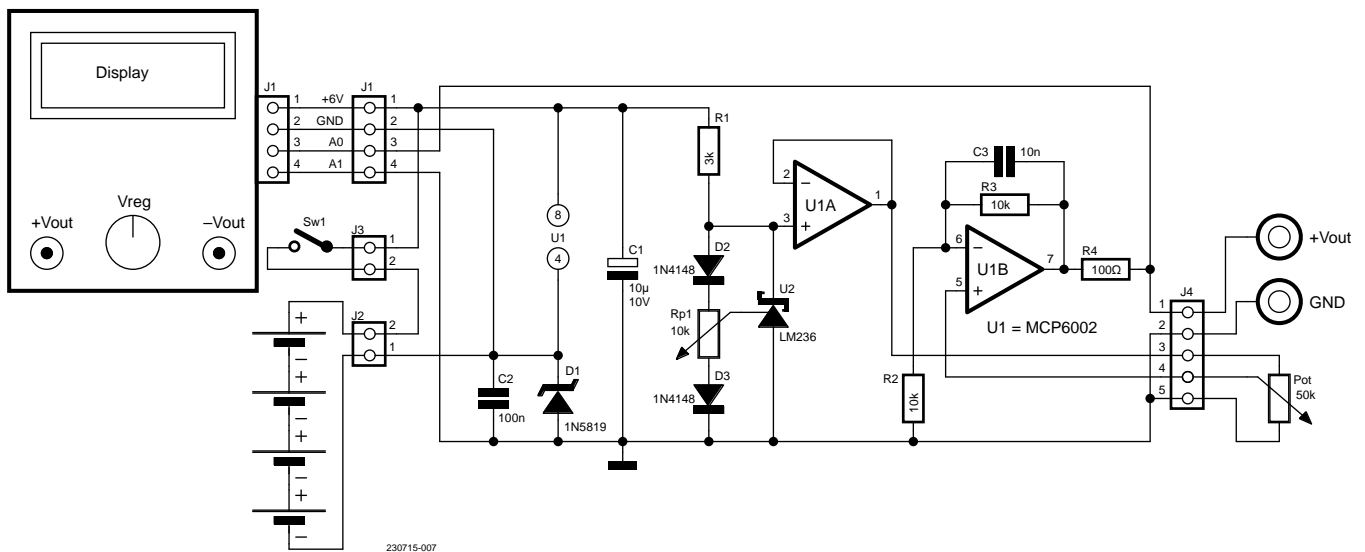 Display
J1
J1
1 +6V 1
2 GND 2
3 A0 3
4 A1 4
+Vout
Vreg
–Vout
Sw1
J3
1
2
J2
2
1
+
–
+
–
+
–
+
–
8
U1
4
C1
10µ
10V
C2
100n
D1
1N5819
R1
3k
D2
1N4148
Rp1
10k
D3
1N4148
U2
LM236
2
–
3
+
U1A
1
C3 10n
R3
10k
6
–
5
+
U1B
7
R4
100Ω
U1 = MCP6002
R2
10k
J4
1
2
3
4
5
+Vout
GND
Pot
50k
230715-007